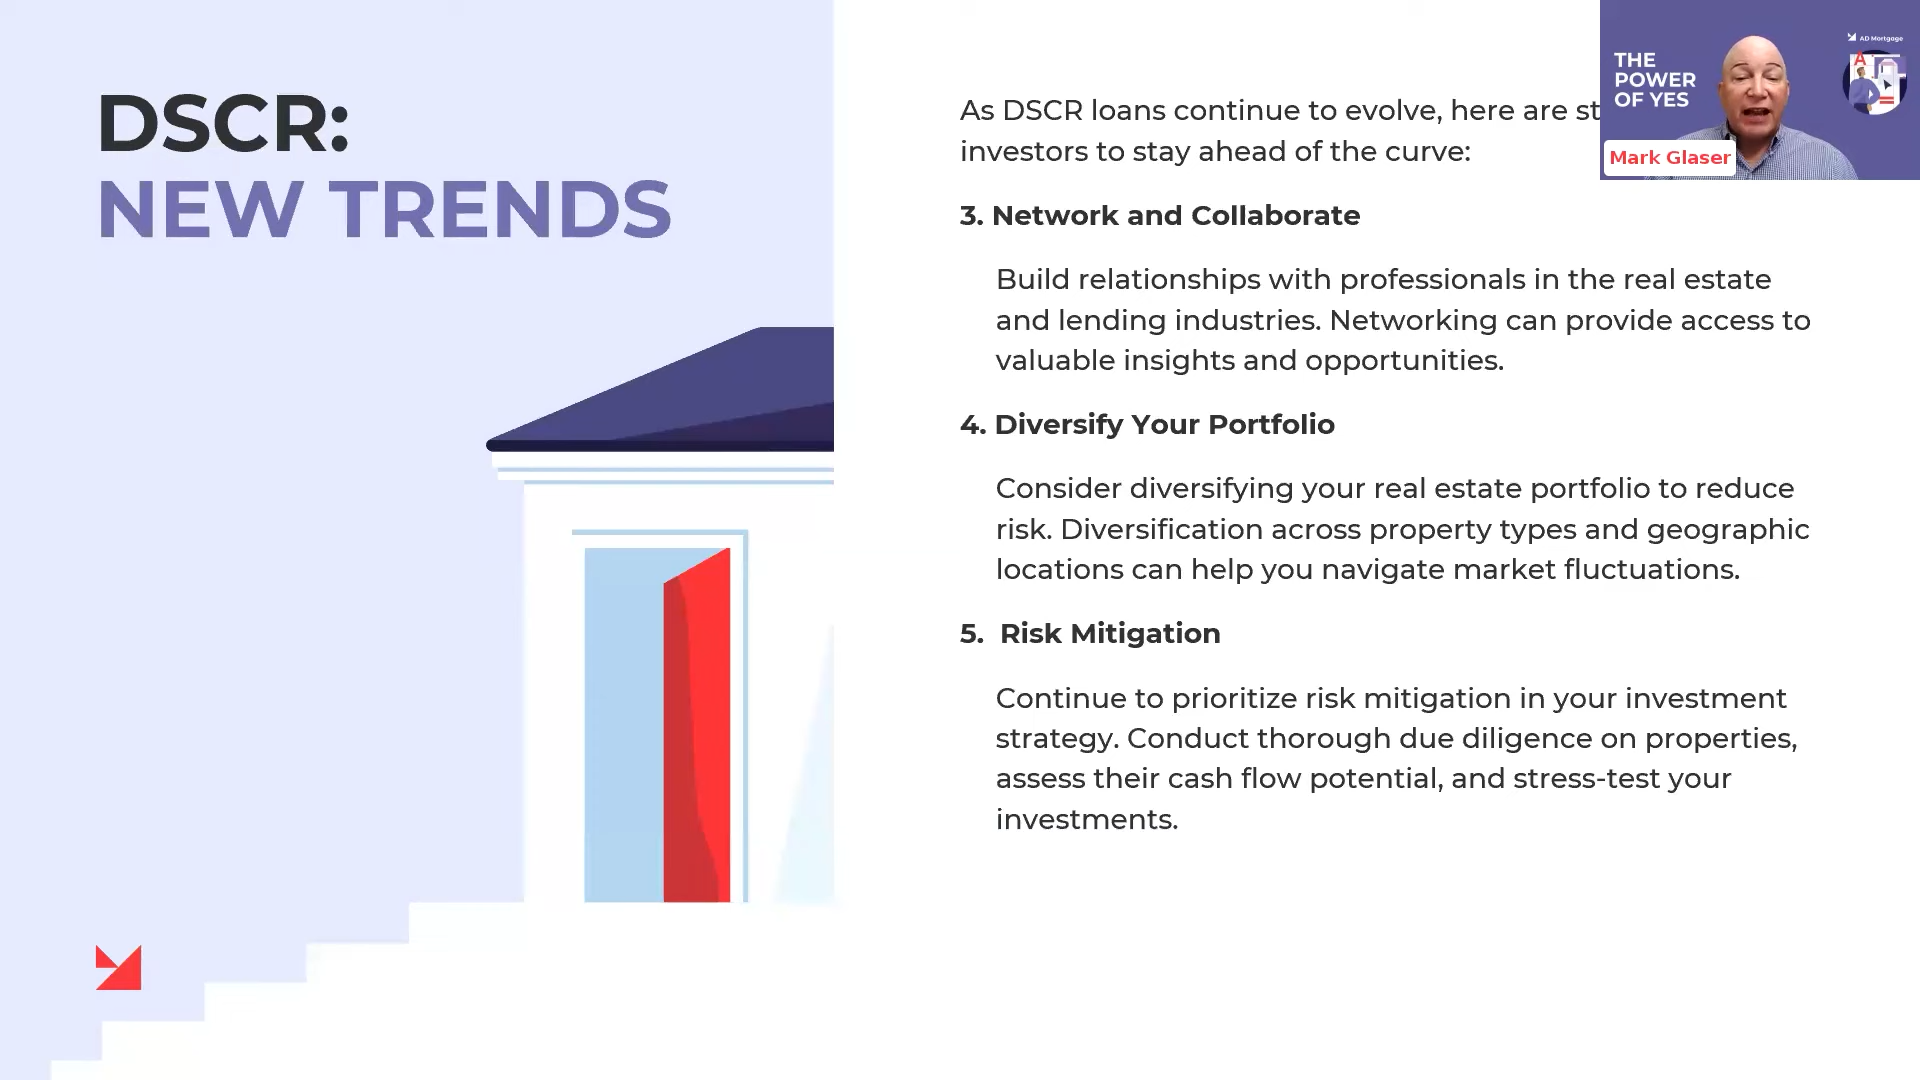 DSCR:
NEW TRENDS
As DSCR loans continue to evolve, here are st
investors to stay ahead of the curve:
3. Network and Collaborate
Build relationships with professionals in the real estate
and lending industries. Networking can provide access to
valuable insights and opportunities.
4. Diversify Your Portfolio
Consider diversifying your real estate portfolio to reduce
risk. Diversification across property types and geographic
locations can help you navigate market fluctuations.
5. Risk Mitigation
Continue to prioritize risk mitigation in your investment
strategy. Conduct thorough due diligence on properties,
assess their cash flow potential, and stress-test your
investments.
THE
POWER
OF YES
AD Mortgage
A
Mark Glaser